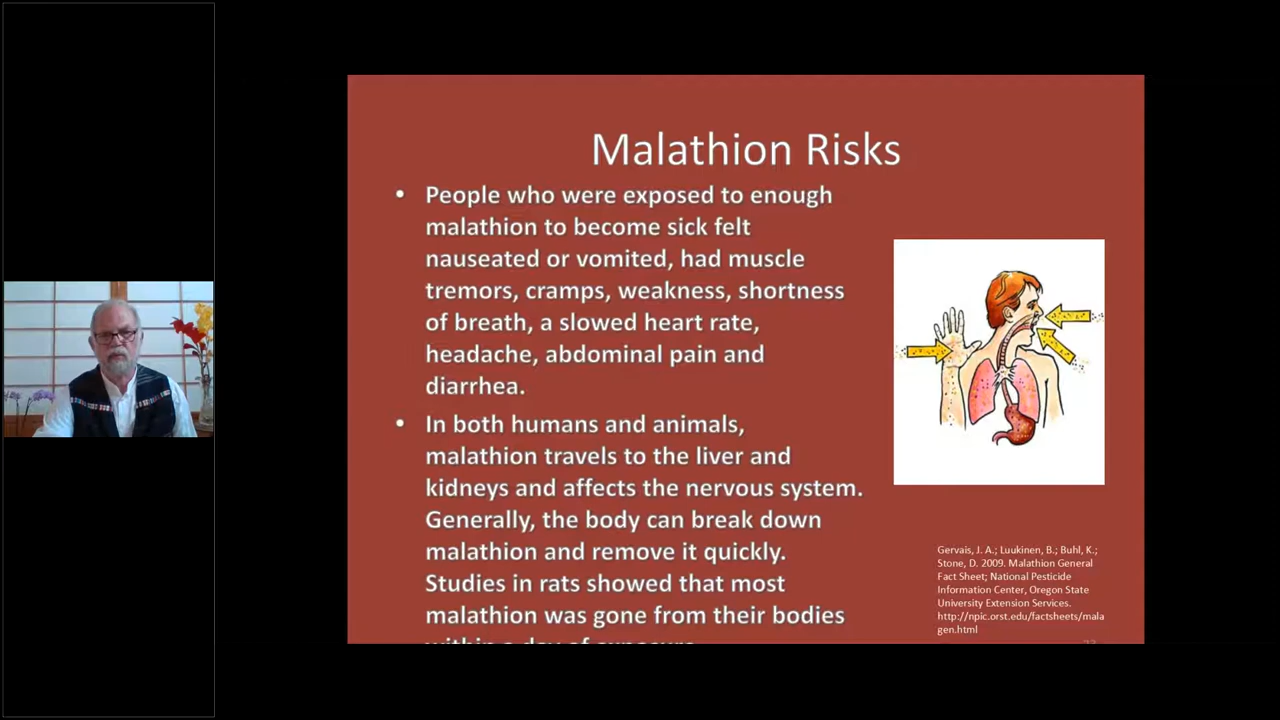 Malathion Risks
• People who were exposed to enough
malathion to become sick felt
nauseated or vomited, had muscle
tremors, cramps, weakness, shortness
of breath, a slowed heart rate,
headache, abdominal pain and
diarrhea.
• In both humans and animals,
malathion travels to the liver and
kidneys and affects the nervous system.
Generally, the body can break down
malathion and remove it quickly.
Studies in rats showed that most
malathion was gone from their bodies
within a day of exposure
Gervais, J. A.; Luukinen, B.; Buhl, K.;
Stone, D. 2009. Malathion General
Fact Sheet; National Pesticide
Information Center, Oregon State
University Extension Services.
http://npic.orst.edu/factsheets/mala
gen.html